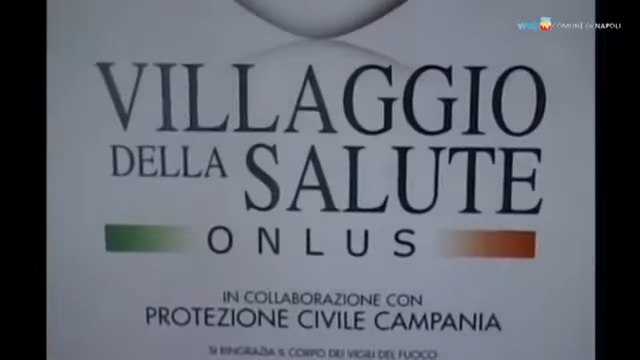 COMUNE DI NAPOLI
VILLAGGIO
DELLA SALUTE
ONLUS
IN COLLABORAZIONE CON
PROTEZIONE CIVILE CAMPANIA
SI RINGRAZIA IL CORPO DEI VIGILI DEL FUOCO